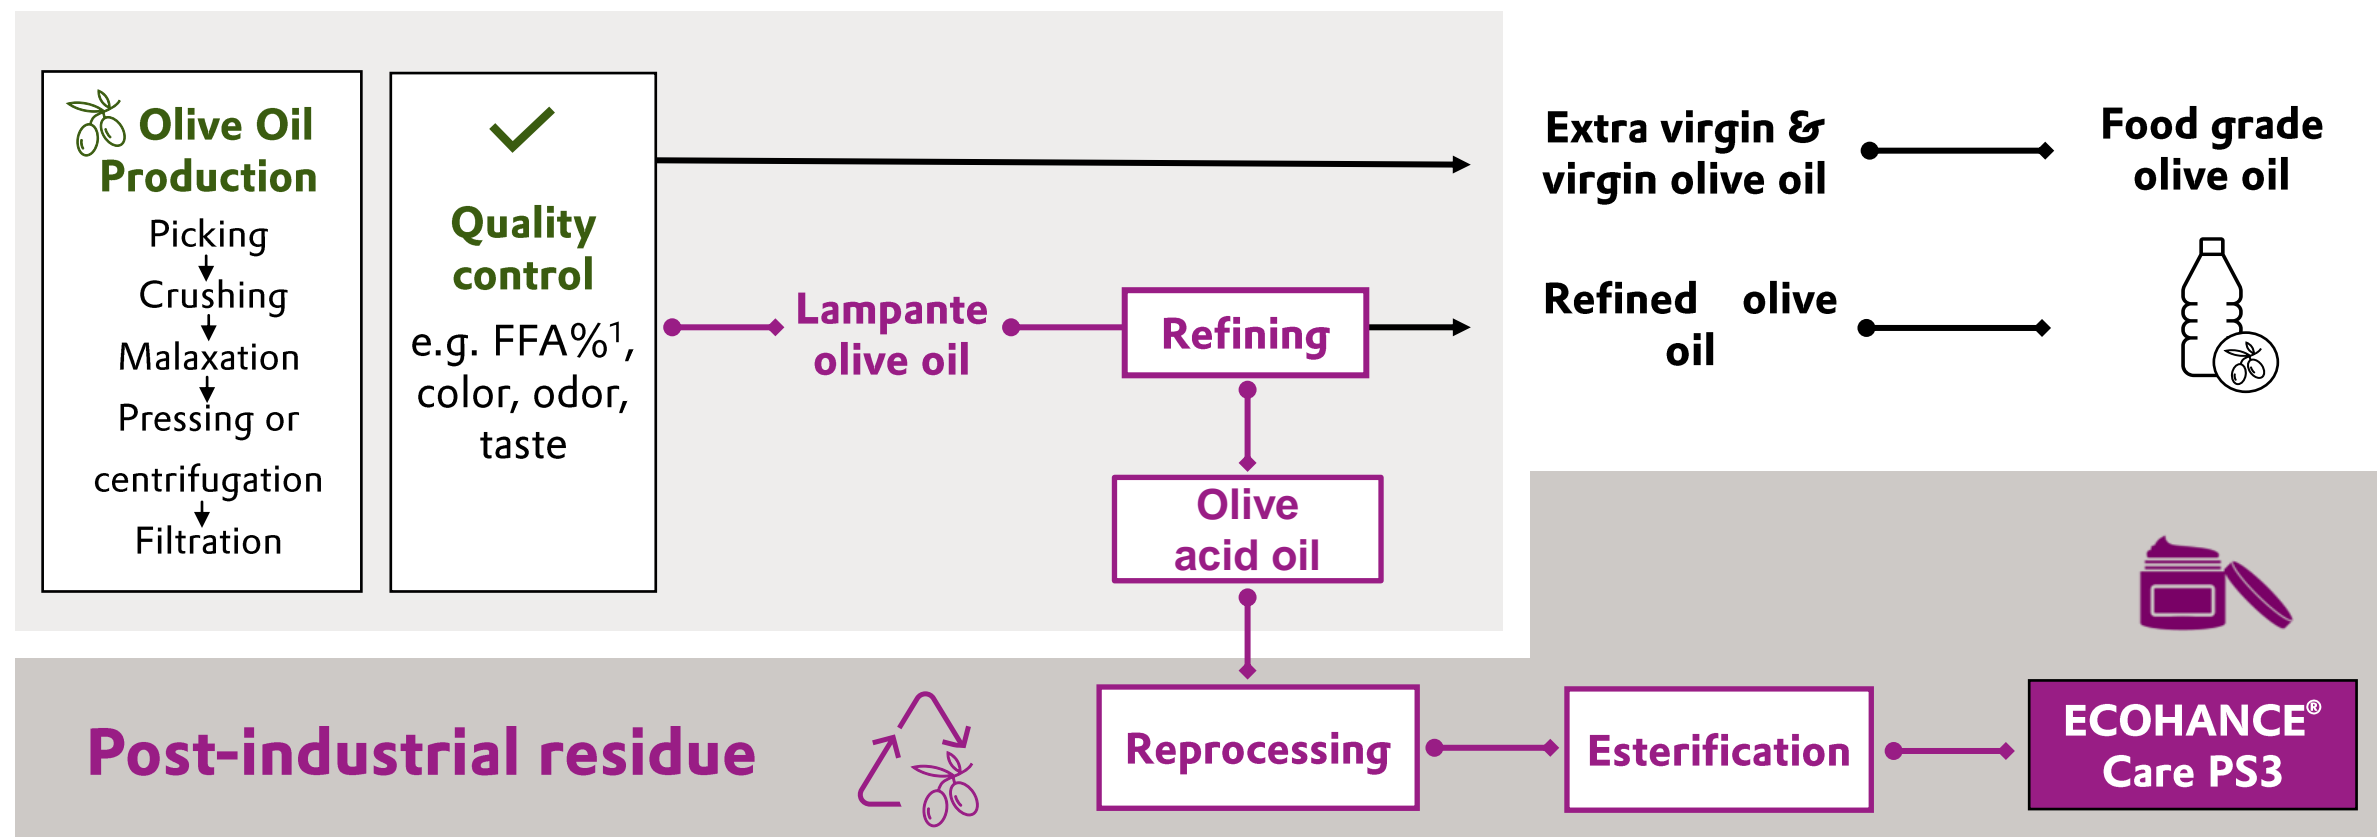 Olive Oil
Production
Picking
Crushing
Malaxation
Pressing or
centrifugation
Filtration
Quality
control
e.g. FFA%¹,
color, odor,
taste
Lampante
olive oil
Refining
Olive
acid oil
Extra virgin &
virgin olive oil
Food grade
olive oil
Refined olive
oil
Post-industrial residue
Reprocessing
Esterification
ECOHANCE®
Care PS3